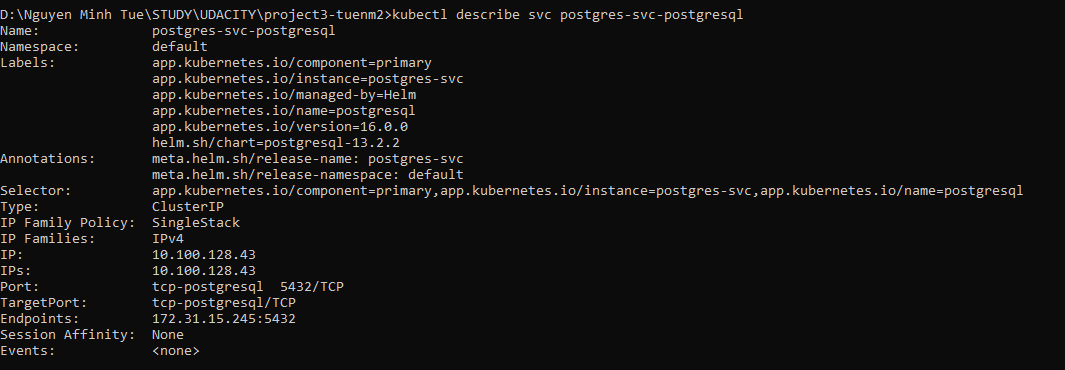 D:\Nguyen Minh Tue\STUDY\UDACITY\project3-tuenm2>kubectl describe svc postgres-svc-postgresql
Name:              postgres-svc-postgresql
Namespace:         default
Labels:            app.kubernetes.io/component=primary
                   app.kubernetes.io/instance=postgres-svc
                   app.kubernetes.io/managed-by=Helm
                   app.kubernetes.io/name=postgresql
                   app.kubernetes.io/version=16.0.0
                   helm.sh/chart=postgresql-13.2.2
Annotations:       meta.helm.sh/release-name: postgres-svc
                   meta.helm.sh/release-namespace: default
Selector:          app.kubernetes.io/component=primary,app.kubernetes.io/instance=postgres-svc,app.kubernetes.io/name=postgresql
Type:              ClusterIP
IP Family Policy:  SingleStack
IP Families:       IPv4
IP:                10.100.128.43
IPs:               10.100.128.43
Port:              tcp-postgresql  5432/TCP
TargetPort:        tcp-postgresql/TCP
Endpoints:         172.31.15.245:5432
Session Affinity:  None
Events:            <none>